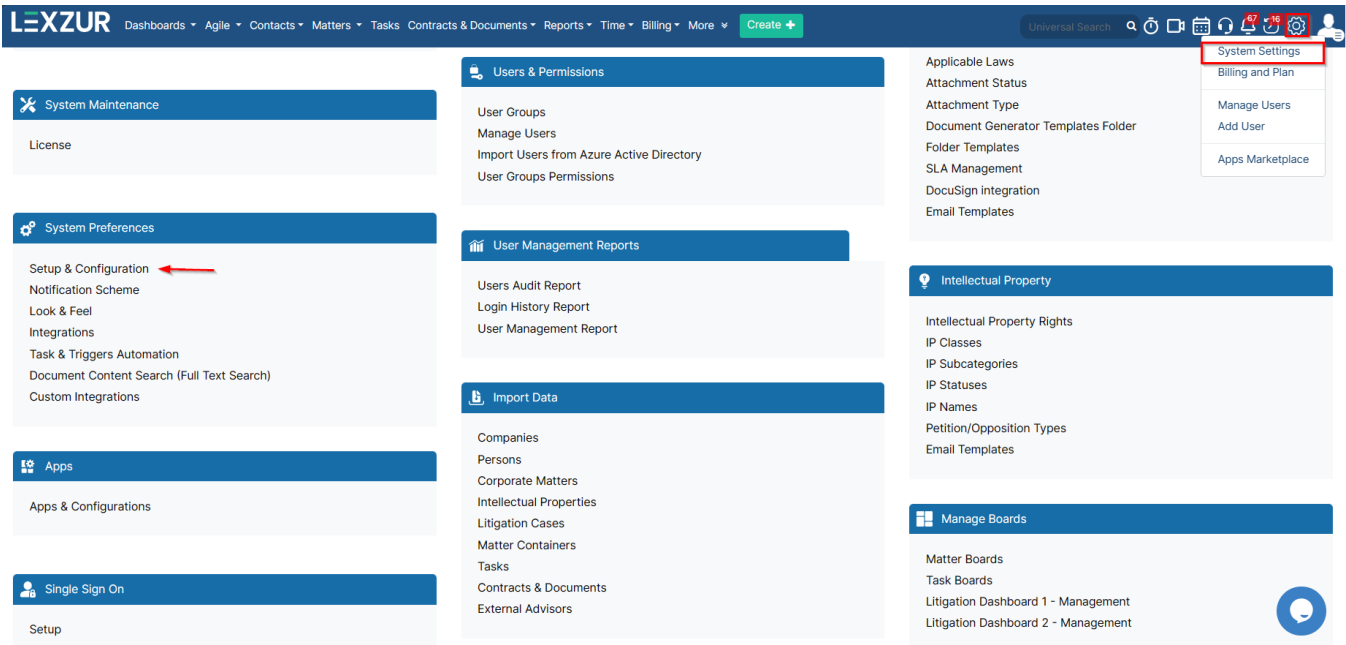 LEXZUR Dashboards Agile Contacts Matters Tasks Contracts & Documents Reports Time Billing More Create + Universal Search 67 16
System Settings
Billing and Plan
Manage Users
Add User
Apps Marketplace
System Maintenance
License
System Preferences
Setup & Configuration
Notification Scheme
Look & Feel
Integrations
Task & Triggers Automation
Document Content Search (Full Text Search)
Custom Integrations
Apps
Apps & Configurations
Single Sign On
Setup
Users & Permissions
User Groups
Manage Users
Import Users from Azure Active Directory
User Groups Permissions
User Management Reports
Users Audit Report
Login History Report
User Management Report
Import Data
Companies
Persons
Corporate Matters
Intellectual Properties
Litigation Cases
Matter Containers
Tasks
Contracts & Documents
External Advisors
Applicable Laws
Attachment Status
Attachment Type
Document Generator Templates Folder
Folder Templates
SLA Management
DocuSign integration
Email Templates
Intellectual Property
Intellectual Property Rights
IP Classes
IP Subcategories
IP Statuses
IP Names
Petition/Opposition Types
Email Templates
Manage Boards
Matter Boards
Task Boards
Litigation Dashboard 1 - Management
Litigation Dashboard 2 - Management